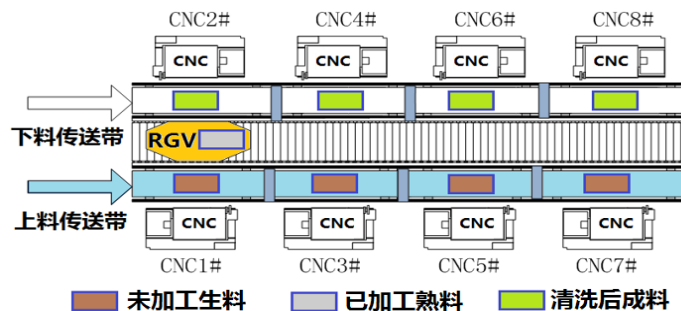 CNC2# CNC4# CNC6# CNC8#
CNC CNC CNC CNC
下料传送带
RGV
上料传送带
CNC CNC CNC CNC
CNC1# CNC3# CNC5# CNC7#
未加工生料 已加工熟料 清洗后成料